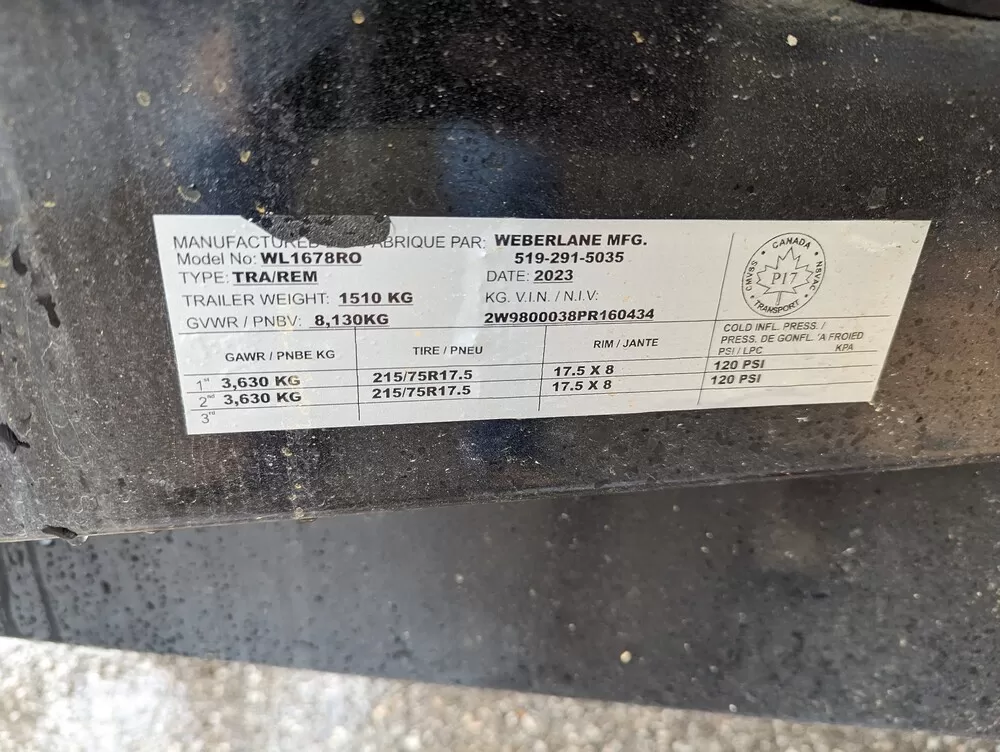 MANUFACTURED FABRIQUE PAR: WEBERLANE MFG.
Model No: WL1678RO 519-291-5035
TYPE: TRA/REM DATE: 2023
TRAILER WEIGHT: 1510 KG KG. V.I.N. / N.I.V:
GVWR / PNBV: 8,130KG 2W9800038PR160434
CANADA
CMVSS P17 NSVAC
TRANSPORT
GAWR / PNBE KG TIRE / PNEU RIM / JANTE COLD INFL. PRESS. /
PRESS. DE GONFL. 'A FROIED
PSI / LPC KPA
1st 3,630 KG 215/75R17.5 17.5 X 8 120 PSI
2nd 3,630 KG 215/75R17.5 17.5 X 8 120 PSI
3rd